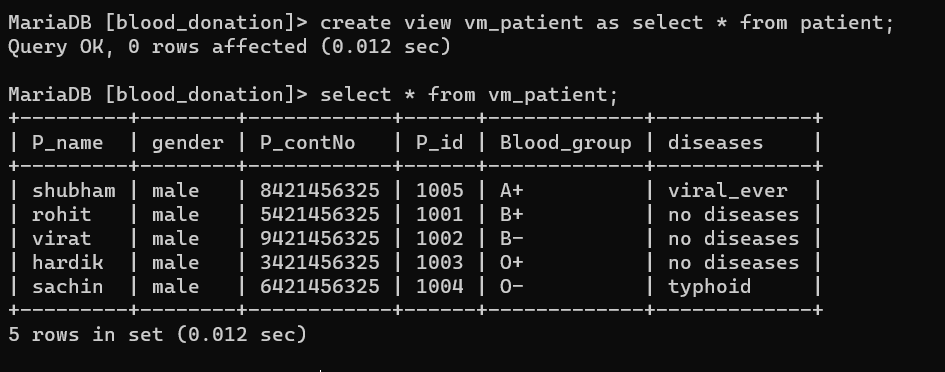 MariaDB [blood_donation]> create view vm_patient as select * from patient;
Query OK, 0 rows affected (0.012 sec)
MariaDB [blood_donation]> select * from vm_patient;
+---------+--------+------------+------+-------------+-------------+
| P_name  | gender | P_contNo   | P_id | Blood_group | diseases    |
+---------+--------+------------+------+-------------+-------------+
| shubham | male   | 8421456325 | 1005 | A+          | viral_ever  |
| rohit   | male   | 5421456325 | 1001 | B+          | no diseases |
| virat   | male   | 9421456325 | 1002 | B-          | no diseases |
| hardik  | male   | 3421456325 | 1003 | O+          | no diseases |
| sachin  | male   | 6421456325 | 1004 | O-          | typhoid     |
+---------+--------+------------+------+-------------+-------------+
5 rows in set (0.012 sec)